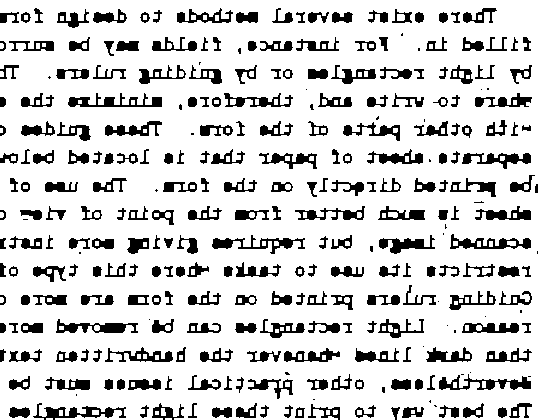 There exist several methods to design for
filled in. For instance, fields may be surro
by light rectangles or by guiding rulers. Th
where to write and, therefore, minimize the
with other parts of the form. These guides c
separate sheet of paper that is located below
be printed directly on the form. The use of
sheet is much better from the point of view o
scanned image, but requires giving more instr
restricts its use to tasks where this type of
Guiding rulers printed on the form are more c
reason. Light rectangles can be removed more
than dark lines whenever the handwritten text
Nevertheless, other practical issues must be
The best way to print these light rectangles